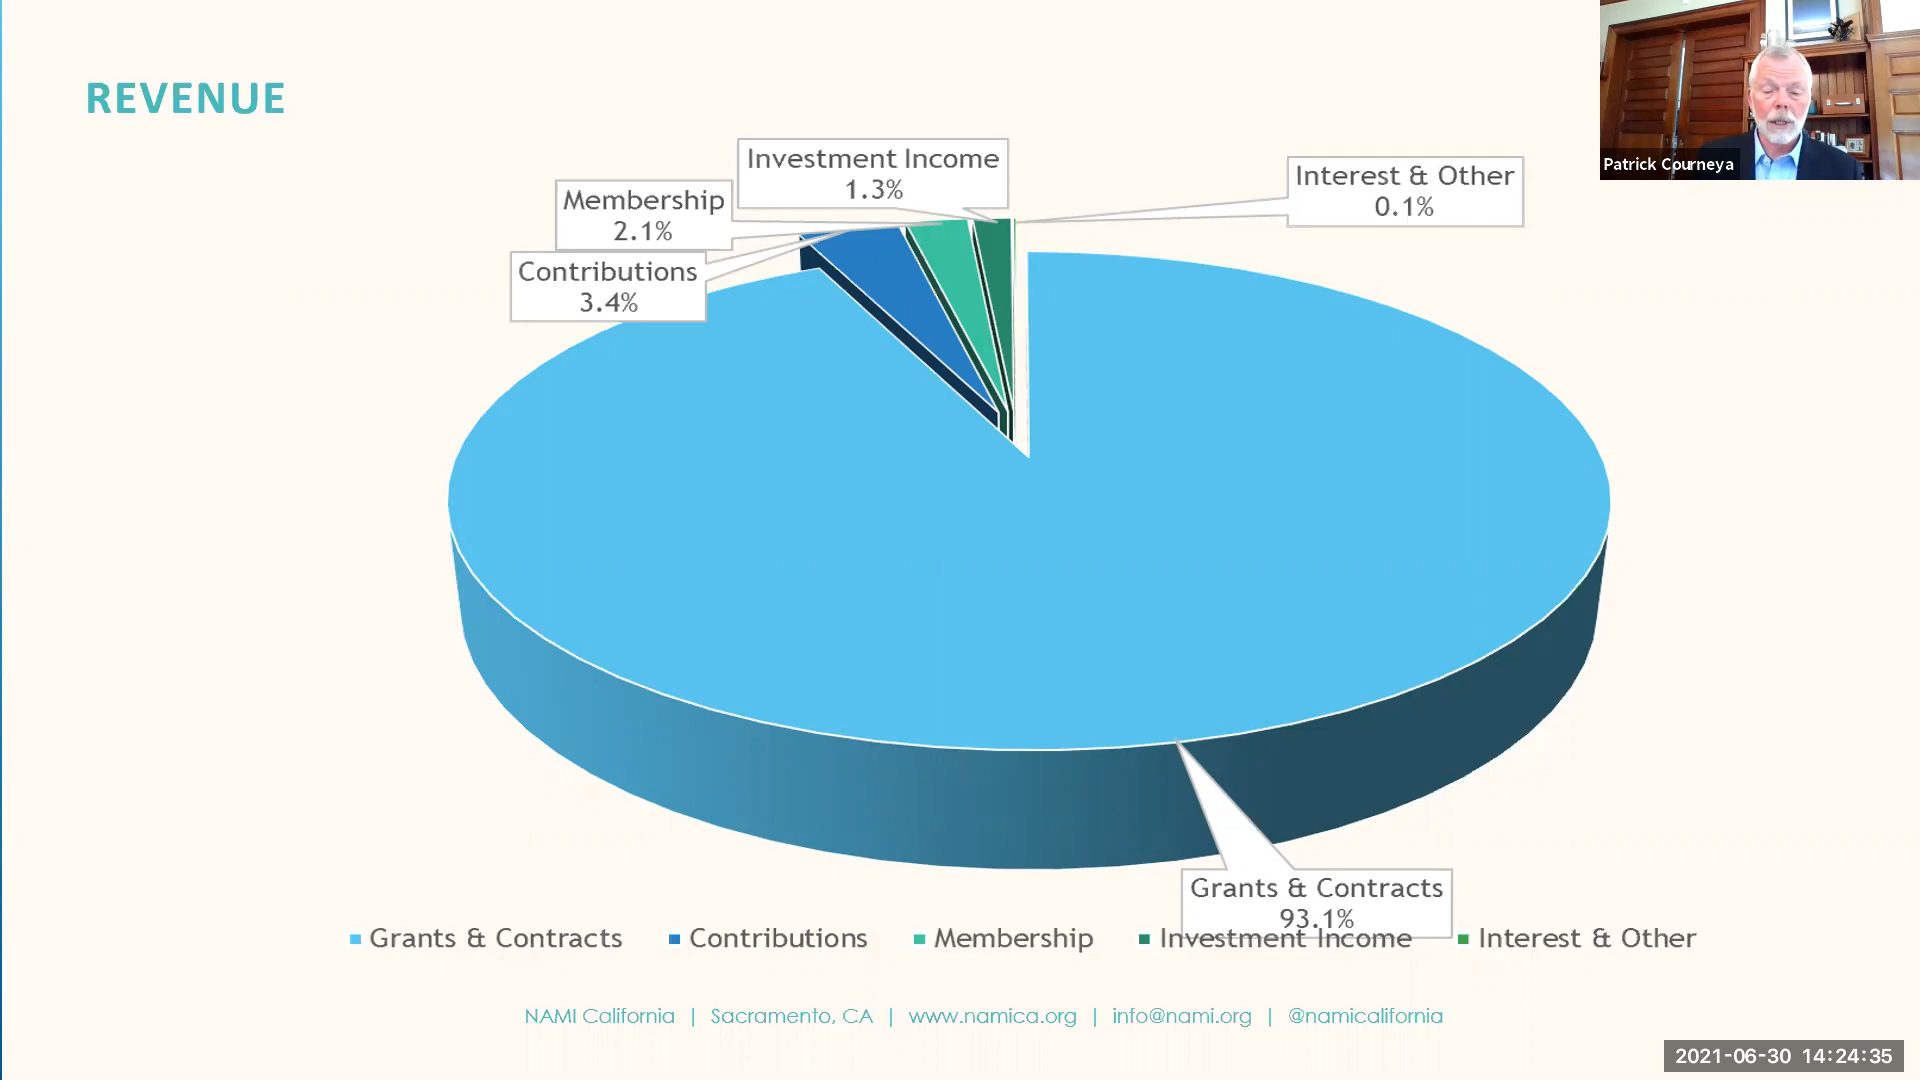 REVENUE
Investment Income
1.3%
Membership
2.1%
Contributions
3.4%
Interest & Other
0.1%
Patrick Courneya
Grants & Contracts
93.1%
Grants & Contracts
Contributions
Membership
Investment Income
Interest & Other
NAMI California | Sacramento, CA | www.namica.org | info@nami.org | @namicalifornia
2021-06-30 14:24:35